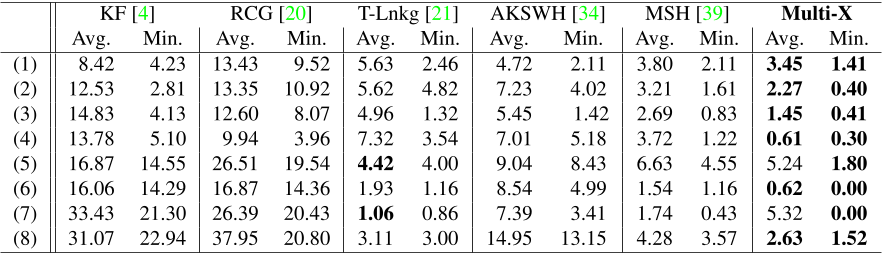 KF [4] RCG [20] T-Lnkg [21] AKSWH [34] MSH [39] Multi-X
Avg. Min. Avg. Min. Avg. Min. Avg. Min. Avg. Min. Avg. Min.
(1) 8.42 4.23 13.43 9.52 5.63 2.46 4.72 2.11 3.80 2.11 3.45 1.41
(2) 12.53 2.81 13.35 10.92 5.62 4.82 7.23 4.02 3.21 1.61 2.27 0.40
(3) 14.83 4.13 12.60 8.07 4.96 1.32 5.45 1.42 2.69 0.83 1.45 0.41
(4) 13.78 5.10 9.94 3.96 7.32 3.54 7.01 5.18 3.72 1.22 0.61 0.30
(5) 16.87 14.55 26.51 19.54 4.42 4.00 9.04 8.43 6.63 4.55 5.24 1.80
(6) 16.06 14.29 16.87 14.36 1.93 1.16 8.54 4.99 1.54 1.16 0.62 0.00
(7) 33.43 21.30 26.39 20.43 1.06 0.86 7.39 3.41 1.74 0.43 5.32 0.00
(8) 31.07 22.94 37.95 20.80 3.11 3.00 14.95 13.15 4.28 3.57 2.63 1.52